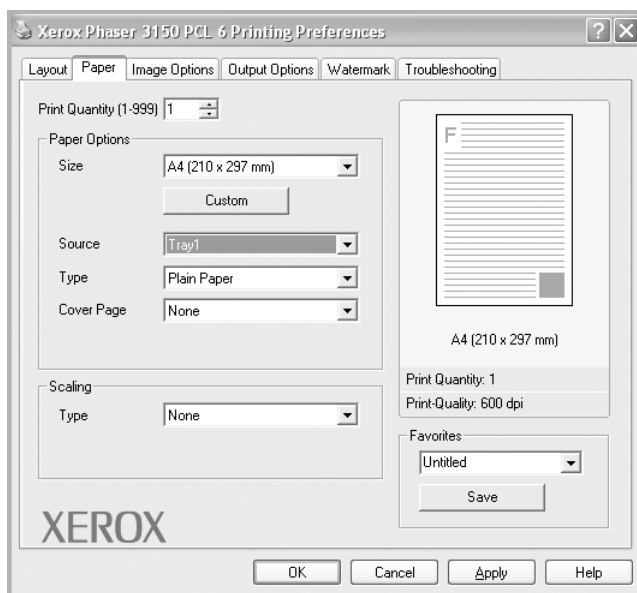 Xerox Phaser 3150 PCL 6 Printing Preferences
Layout Paper Image Options Output Options Watermark Troubleshooting
Print Quantity (1-999) 1
Paper Options
Size A4 (210 x 297 mm)
Custom
Source Tray1
Type Plain Paper
Cover Page None
Scaling
Type None
XEROX
F
A4 (210 x 297 mm)
Print Quantity: 1
Print-Quality: 600 dpi
Favorites
Untitled
Save
OK Cancel Apply Help